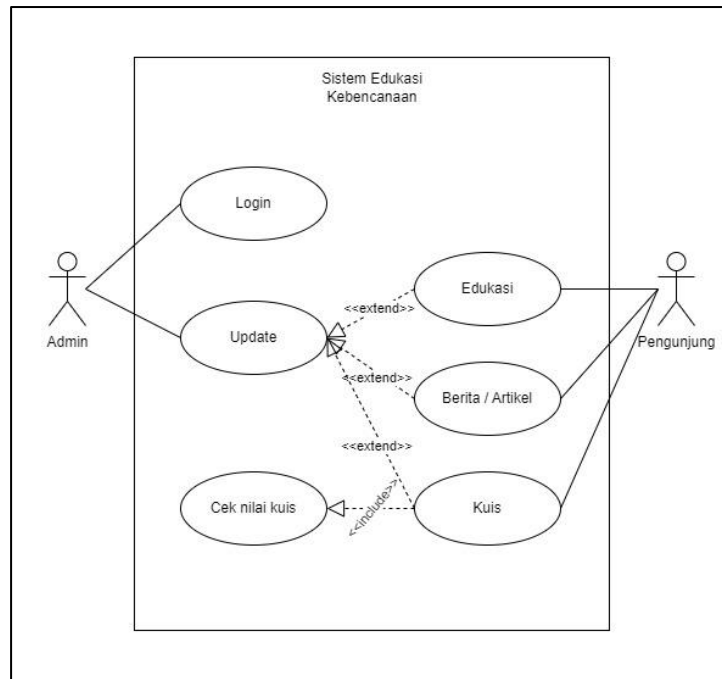 Sistem Edukasi
Kebencanaan
Login
Edukasi
<<extend>>
Admin
Update
Pengunjung
<<extend>>
Berita / Artikel
<<extend>>
Cek nilai kuis
<<include>>
Kuis